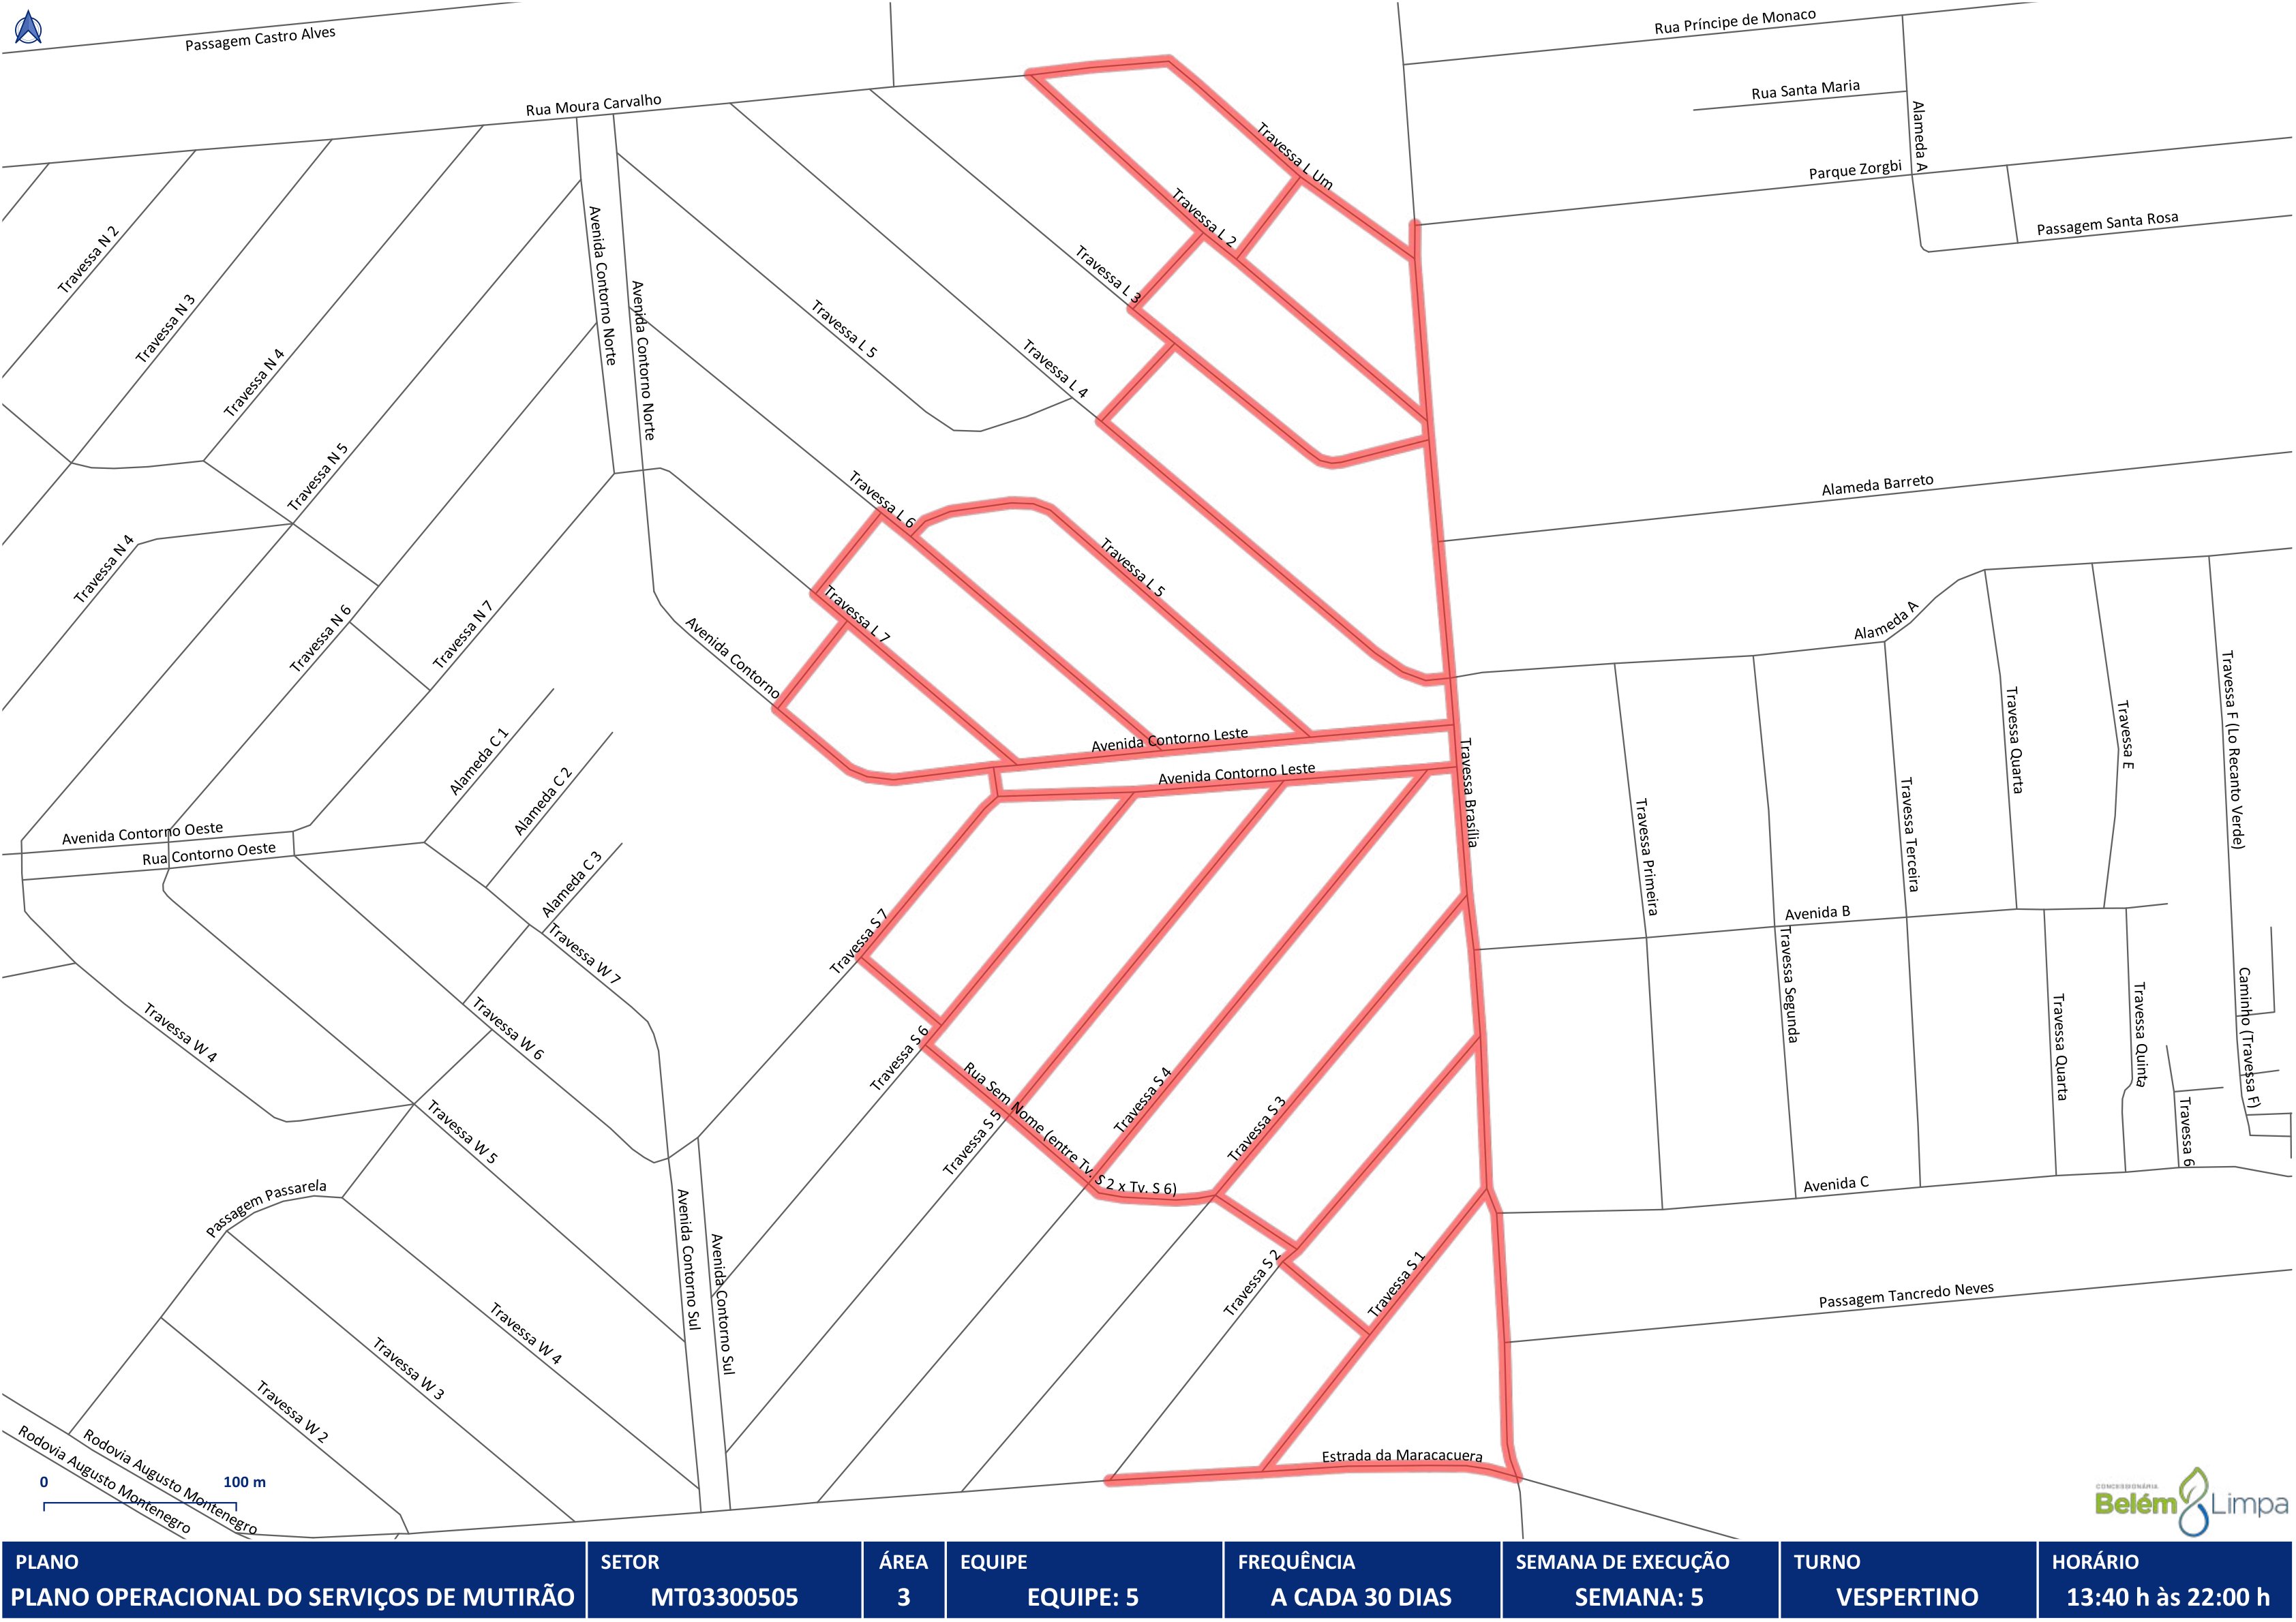 Passagem Castro Alves
Rua Príncipe de Monaco
Rua Santa Maria
Alameda A
Rua Moura Carvalho
Travessa L Um
Parque Zorgbi
Passagem Santa Rosa
Travessa L 2
Travessa N 2
Avenida Contorno Norte
Avenida Contorno Norte
Travessa L 3
Travessa N 3
Travessa L 5
Travessa N 4
Travessa L 4
Travessa N 5
Travessa L 6
Alameda Barreto
Travessa N 4
Travessa L 5
Travessa N 6
Travessa N 7
Travessa L 7
Avenida Contorno
Alameda A
Travessa Quarta
Travessa E
Travessa F (Lo Recanto Verde)
Alameda C 1
Alameda C 2
Avenida Contorno Leste
Avenida Contorno Leste
Travessa Brasília
Travessa Primeira
Travessa Terceira
Avenida Contorno Oeste
Rua Contorno Oeste
Alameda C 3
Travessa S 7
Avenida B
Travessa W 7
Travessa Segunda
Travessa W 4
Travessa W 6
Travessa S 6
Travessa Quarta
Travessa Quinta
Caminho (Travessa F)
Rua Sem Nome (entre Tv. S 2 x Tv. S 6)
Travessa S 5
Travessa S 4
Travessa S 3
Travessa 6
Travessa W 5
Passagem Passarela
Avenida C
Avenida Contorno Sul
Avenida Contorno Sul
Travessa S 2
Travessa S 1
Passagem Tancredo Neves
Travessa W 4
Travessa W 3
Travessa W 2
Estrada da Maracacuera
Rodovia Augusto Montenegro
Rodovia Augusto Montenegro
0 100 m
CONCESSIONÁRIA
Belém Limpa
PLANO SETOR ÁREA EQUIPE FREQUÊNCIA SEMANA DE EXECUÇÃO TURNO HORÁRIO
PLANO OPERACIONAL DO SERVIÇOS DE MUTIRÃO MT03300505 3 EQUIPE: 5 A CADA 30 DIAS SEMANA: 5 VESPERTINO 13:40 h às 22:00 h